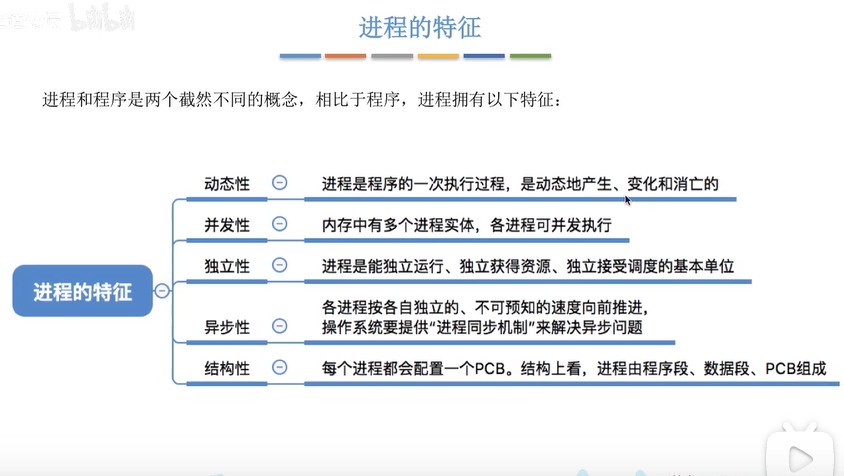 进程的特征
进程和程序是两个截然不同的概念，相比于程序，进程拥有以下特征：
动态性 进程是程序的一次执行过程，是动态地产生、变化和消亡的
并发性 内存中有多个进程实体，各进程可并发执行
独立性 进程是能独立运行、独立获得资源、独立接受调度的基本单位
进程的特征
各进程按各自独立的、不可预知的速度向前推进，
异步性 操作系统要提供“进程同步机制”来解决异步问题
结构性 每个进程都会配置一个PCB。结构上看，进程由程序段、数据段、PCB组成